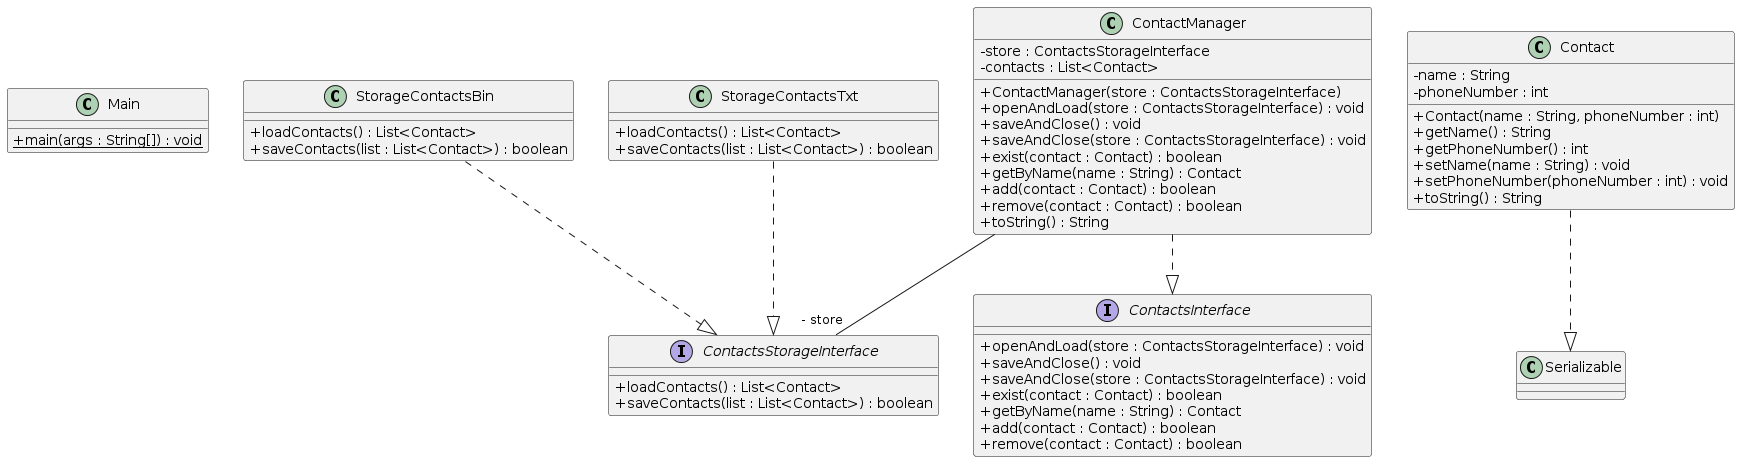 C Main
+main(args : String[]) : void
C StorageContactsBin
+loadContacts() : List<Contact>
+saveContacts(list : List<Contact>) : boolean
C StorageContactsTxt
+loadContacts() : List<Contact>
+saveContacts(list : List<Contact>) : boolean
C ContactManager
-store : ContactsStorageInterface
-contacts : List<Contact>
+ContactManager(store : ContactsStorageInterface)
+openAndLoad(store : ContactsStorageInterface) : void
+saveAndClose() : void
+saveAndClose(store : ContactsStorageInterface) : void
+exist(contact : Contact) : boolean
+getByName(name : String) : Contact
+add(contact : Contact) : boolean
+remove(contact : Contact) : boolean
+toString() : String
C Contact
-name : String
-phoneNumber : int
+Contact(name : String, phoneNumber : int)
+getName() : String
+getPhoneNumber() : int
+setName(name : String) : void
+setPhoneNumber(phoneNumber : int) : void
+toString() : String
- store
I ContactsStorageInterface
+loadContacts() : List<Contact>
+saveContacts(list : List<Contact>) : boolean
I ContactsInterface
+openAndLoad(store : ContactsStorageInterface) : void
+saveAndClose() : void
+saveAndClose(store : ContactsStorageInterface) : void
+exist(contact : Contact) : boolean
+getByName(name : String) : Contact
+add(contact : Contact) : boolean
+remove(contact : Contact) : boolean
C Serializable